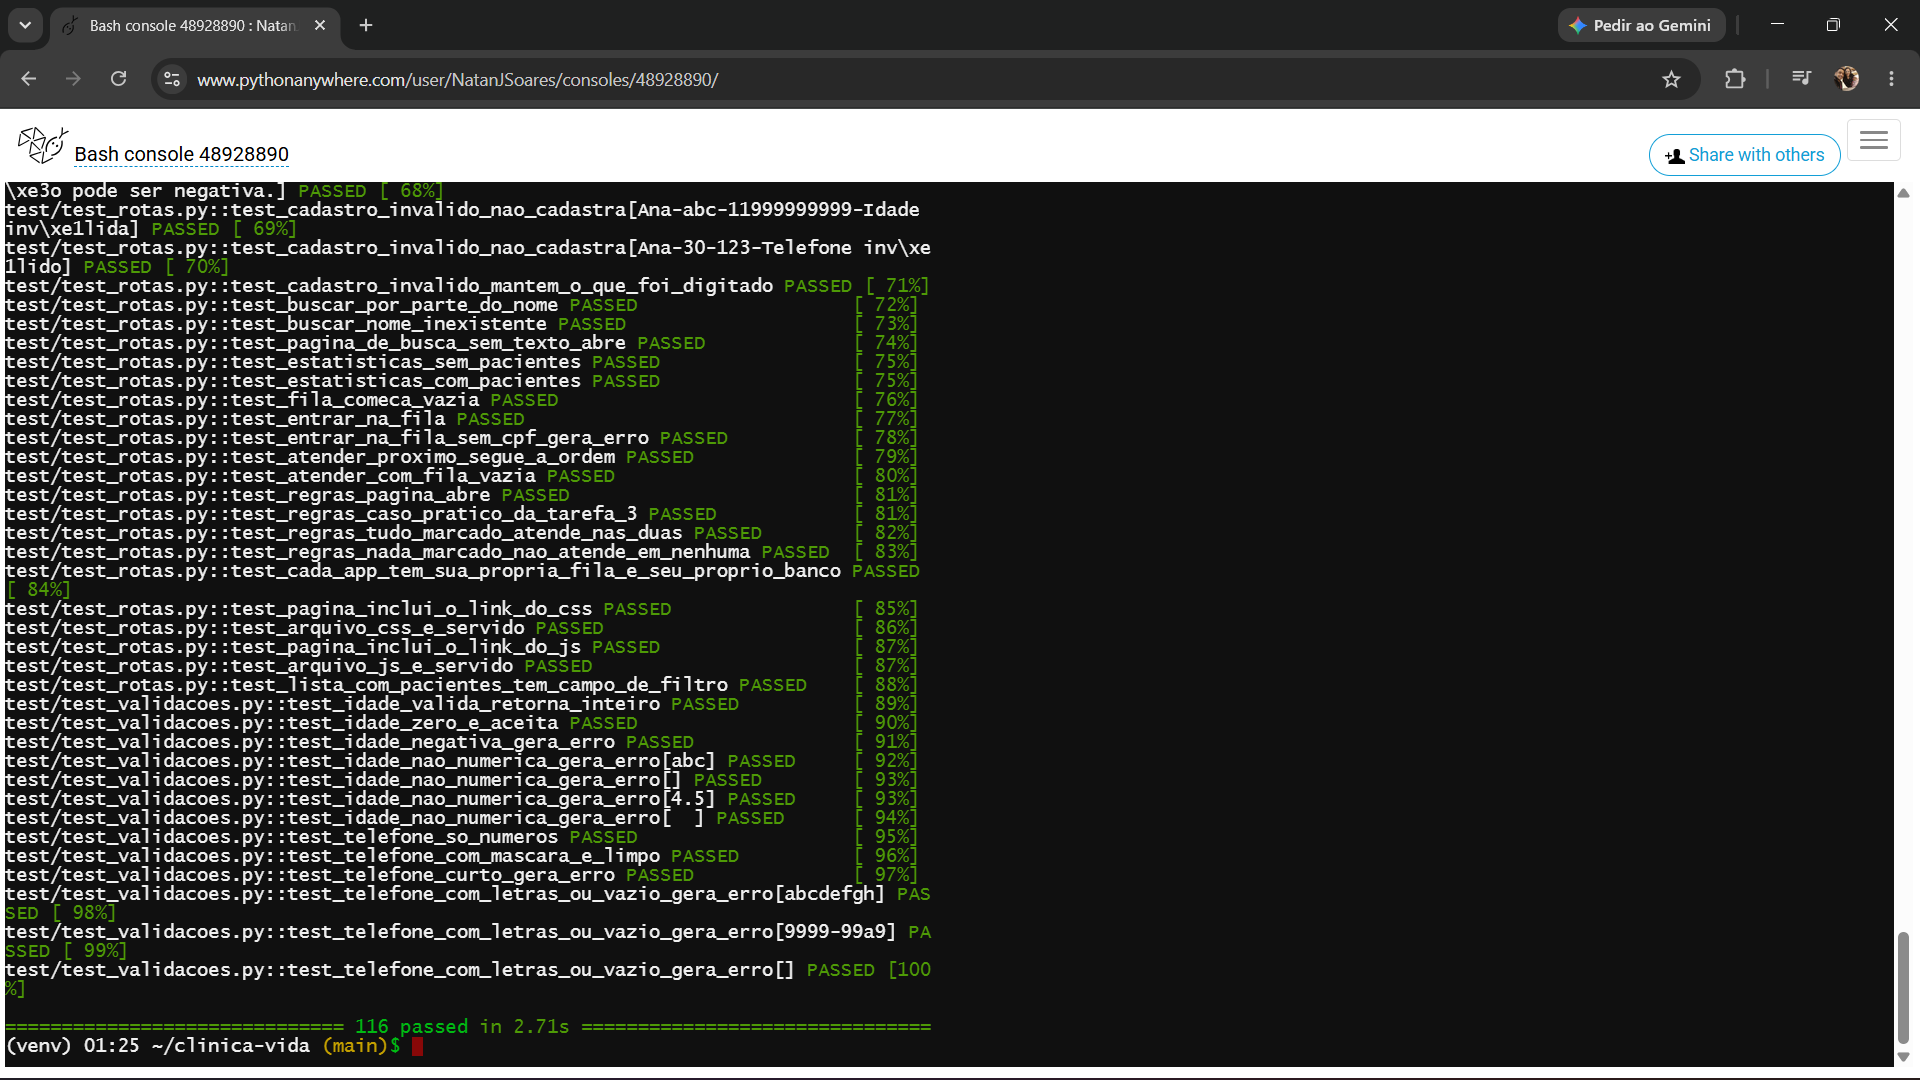 Bash console 48928890 : Natan
Pedir ao Gemini
www.pythonanywhere.com/user/NatanJSoares/consoles/48928890/
Bash console 48928890
Share with others
\xe3o pode ser negativa.] PASSED [ 68%]
test/test_rotas.py::test_cadastro_invalido_nao_cadastra[Ana-abc-11999999999-Idade
inv\xe1lida] PASSED [ 69%]
test/test_rotas.py::test_cadastro_invalido_nao_cadastra[Ana-30-123-Telefone inv\xe
1lido] PASSED [ 70%]
test/test_rotas.py::test_cadastro_invalido_mantem_o_que_foi_digitado PASSED [ 71%]
test/test_rotas.py::test_buscar_por_parte_do_nome PASSED [ 72%]
test/test_rotas.py::test_buscar_nome_inexistente PASSED [ 73%]
test/test_rotas.py::test_pagina_de_busca_sem_texto_abre PASSED [ 74%]
test/test_rotas.py::test_estatisticas_sem_pacientes PASSED [ 75%]
test/test_rotas.py::test_estatisticas_com_pacientes PASSED [ 75%]
test/test_rotas.py::test_fila_comeca_vazia PASSED [ 76%]
test/test_rotas.py::test_entrar_na_fila PASSED [ 77%]
test/test_rotas.py::test_entrar_na_fila_sem_cpf_gera_erro PASSED [ 78%]
test/test_rotas.py::test_atender_proximo_segue_a_ordem PASSED [ 79%]
test/test_rotas.py::test_atender_com_fila_vazia PASSED [ 80%]
test/test_rotas.py::test_regras_pagina_abre PASSED [ 81%]
test/test_rotas.py::test_regras_caso_pratico_da_tarefa_3 PASSED [ 81%]
test/test_rotas.py::test_regras_tudo_marcado_atende_nas_duas PASSED [ 82%]
test/test_rotas.py::test_regras_nada_marcado_nao_atende_em_nenhuma PASSED [ 83%]
test/test_rotas.py::test_cada_app_tem_sua_propria_fila_e_seu_proprio_banco PASSED
[ 84%]
test/test_rotas.py::test_pagina_inclui_o_link_do_css PASSED [ 85%]
test/test_rotas.py::test_arquivo_css_e_servido PASSED [ 86%]
test/test_rotas.py::test_pagina_inclui_o_link_do_js PASSED [ 87%]
test/test_rotas.py::test_arquivo_js_e_servido PASSED [ 87%]
test/test_rotas.py::test_lista_com_pacientes_tem_campo_de_filtro PASSED [ 88%]
test/test_validacoes.py::test_idade_valida_retorna_inteiro PASSED [ 89%]
test/test_validacoes.py::test_idade_zero_e_aceita PASSED [ 90%]
test/test_validacoes.py::test_idade_negativa_gera_erro PASSED [ 91%]
test/test_validacoes.py::test_idade_nao_numerica_gera_erro[abc] PASSED [ 92%]
test/test_validacoes.py::test_idade_nao_numerica_gera_erro[] PASSED [ 93%]
test/test_validacoes.py::test_idade_nao_numerica_gera_erro[4.5] PASSED [ 93%]
test/test_validacoes.py::test_idade_nao_numerica_gera_erro[  ] PASSED [ 94%]
test/test_validacoes.py::test_telefone_so_numeros PASSED [ 95%]
test/test_validacoes.py::test_telefone_com_mascara_e_limpo PASSED [ 96%]
test/test_validacoes.py::test_telefone_curto_gera_erro PASSED [ 97%]
test/test_validacoes.py::test_telefone_com_letras_ou_vazio_gera_erro[abcdefgh] PAS
SED [ 98%]
test/test_validacoes.py::test_telefone_com_letras_ou_vazio_gera_erro[9999-99a9] PA
SSED [ 99%]
test/test_validacoes.py::test_telefone_com_letras_ou_vazio_gera_erro[] PASSED [100
%]
============================== 116 passed in 2.71s ===============================
(venv) 01:25 ~/clinica-vida (main)$